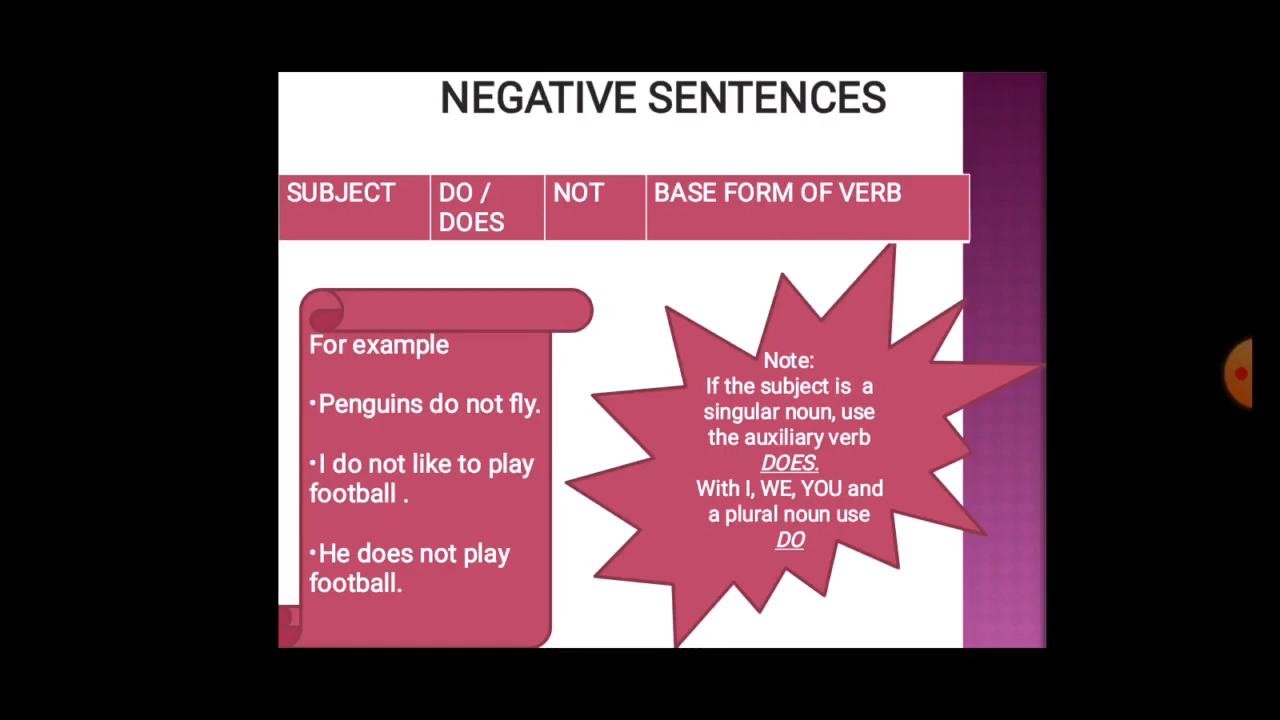 NEGATIVE SENTENCES
SUBJECT
DO /
DOES
NOT
BASE FORM OF VERB
For example
•Penguins do not fly.
•I do not like to play
football .
•He does not play
football.
Note:
If the subject is a
singular noun, use
the auxiliary verb
DOES.
With I, WE, YOU and
a plural noun use
DO